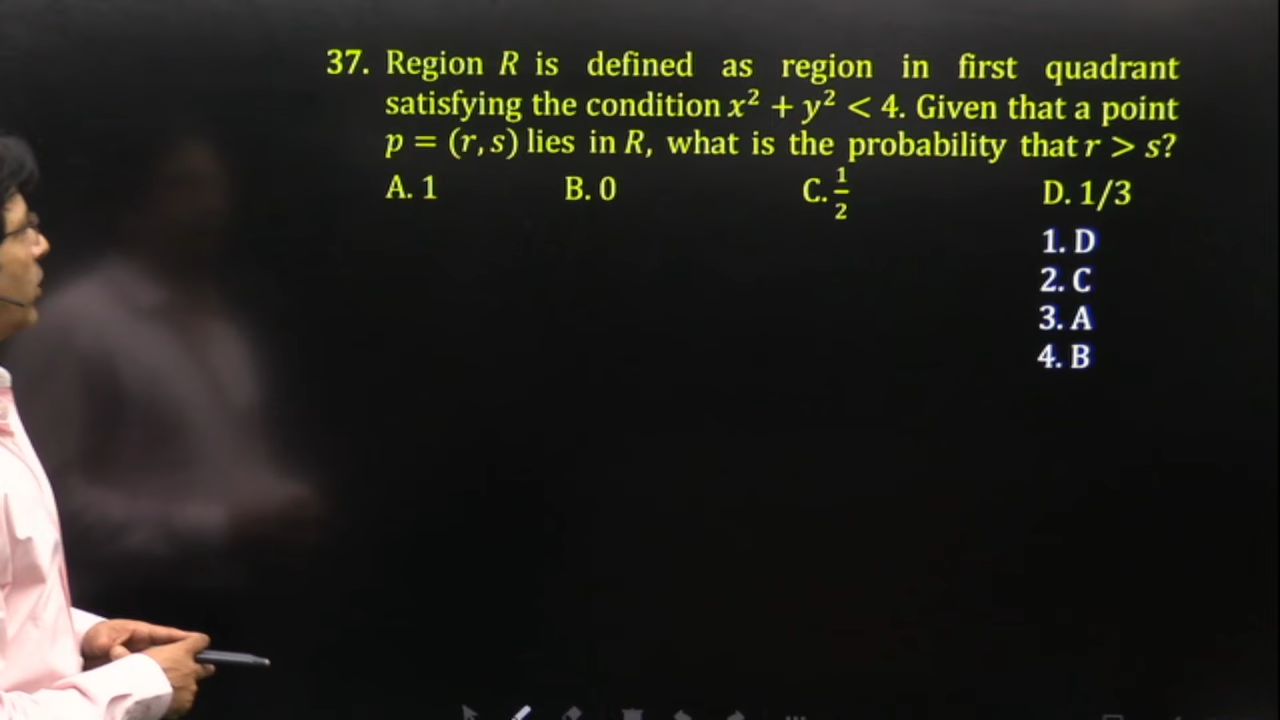 37. Region R is defined as region in first quadrant
satisfying the condition x² + y² < 4. Given that a point
p = (r, s) lies in R, what is the probability that r > s?
A. 1 B. 0 C. 1/2 D. 1/3
1. D
2. C
3. A
4. B